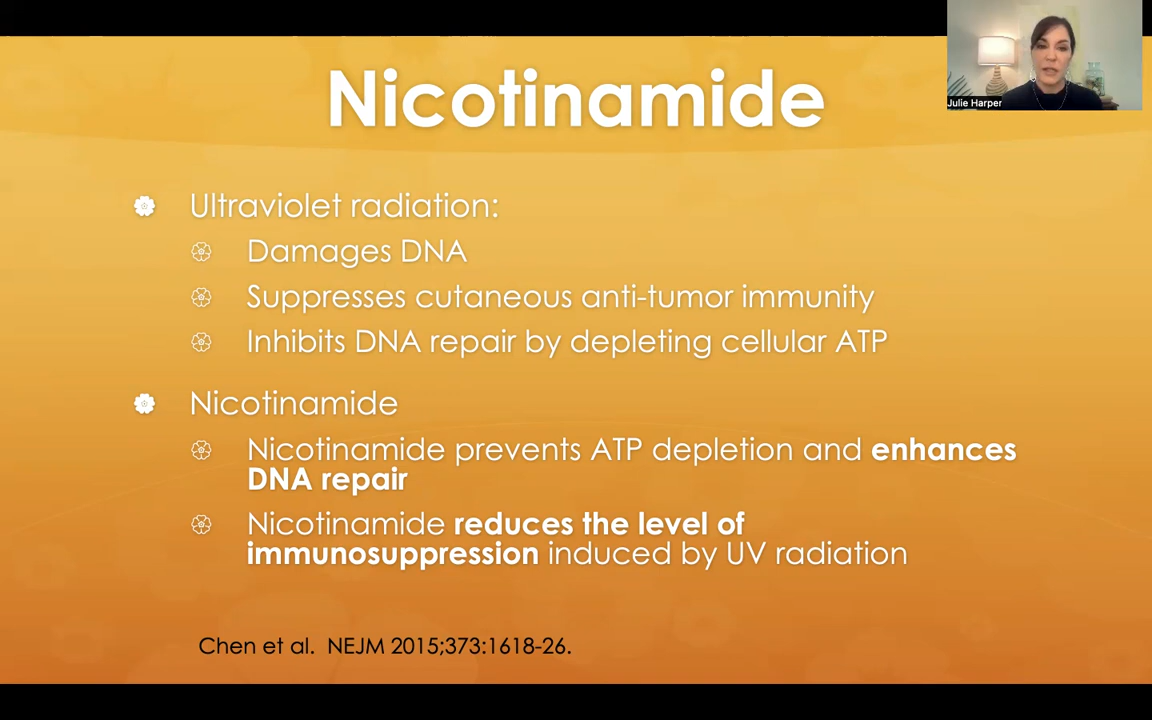 Nicotinamide
Julie Harper
Ultraviolet radiation:
Damages DNA
Suppresses cutaneous anti-tumor immunity
Inhibits DNA repair by depleting cellular ATP
Nicotinamide
Nicotinamide prevents ATP depletion and enhances
DNA repair
Nicotinamide reduces the level of
immunosuppression induced by UV radiation
Chen et al.  NEJM 2015;373:1618-26.